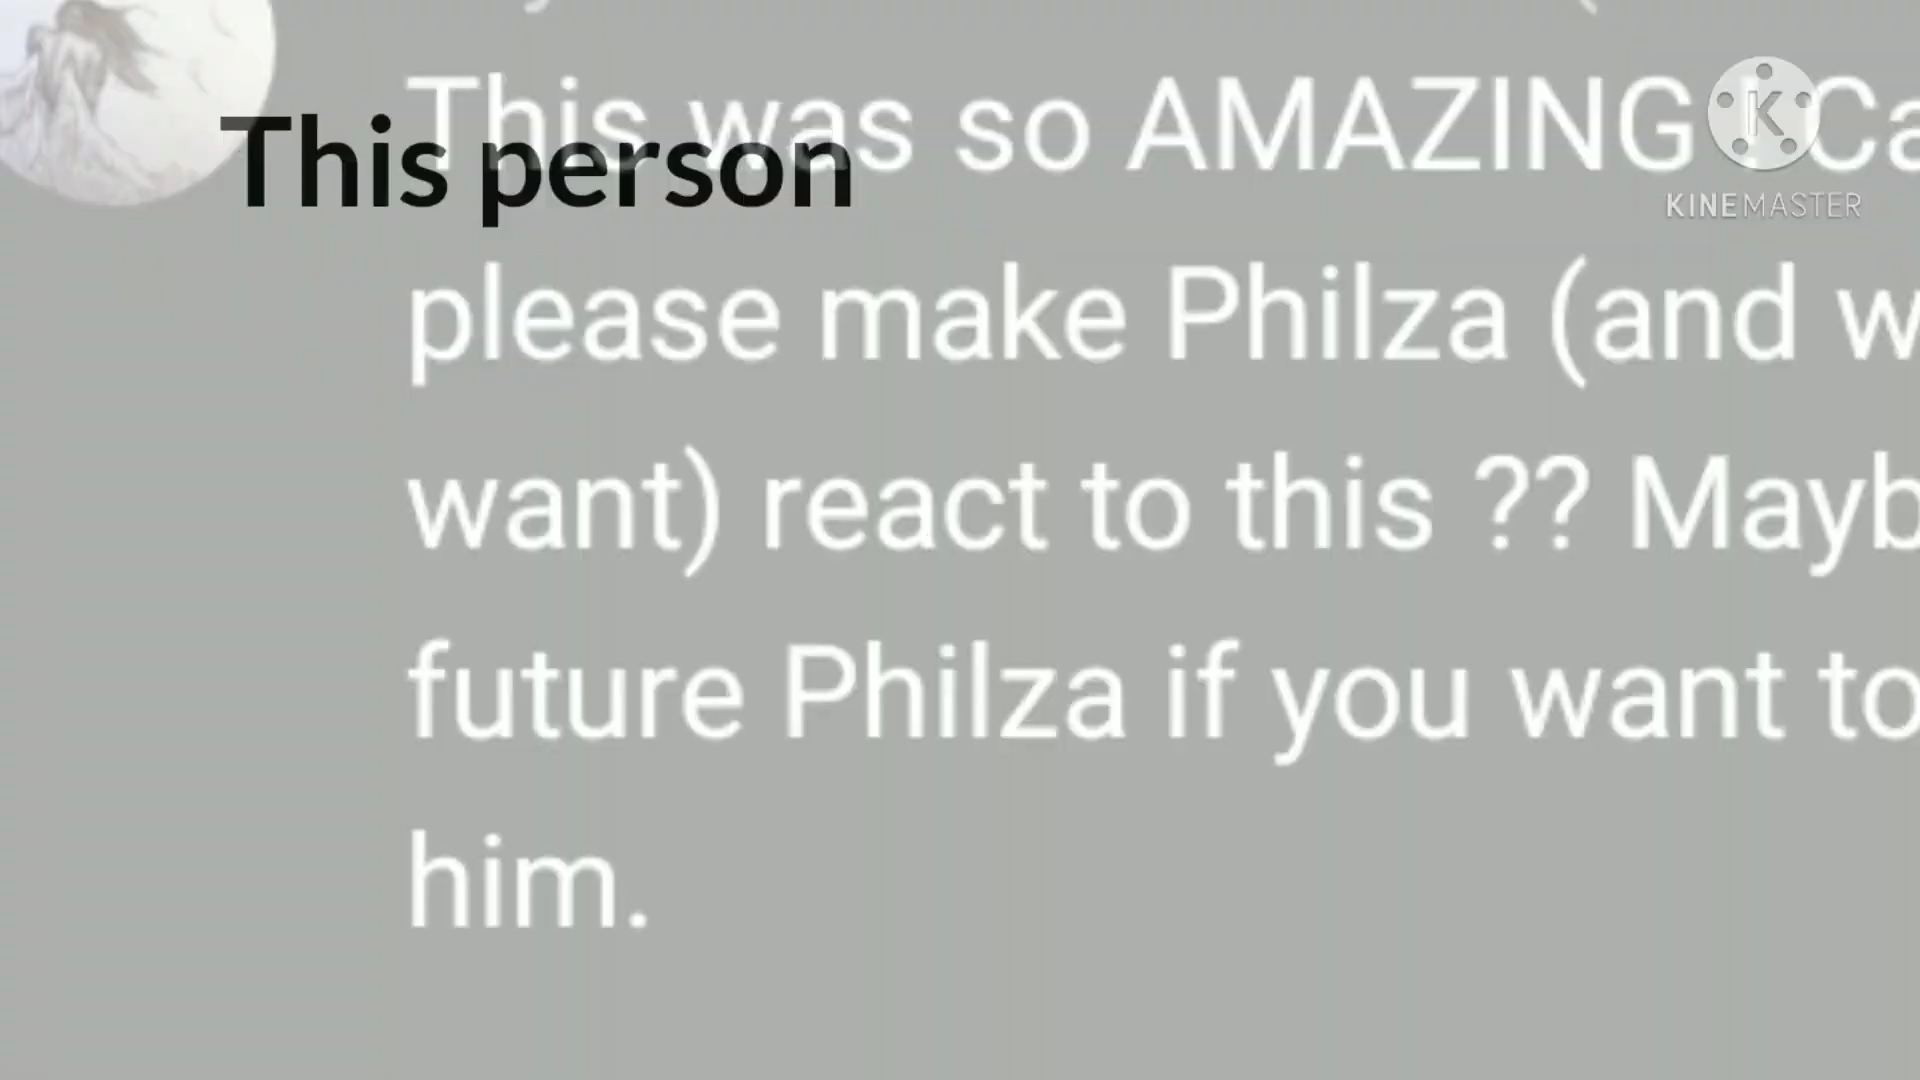 This was so AMAZING
This person
please make Philza (and
want) react to this ??
future Philza if you want to
him.
K
KINEMASTER